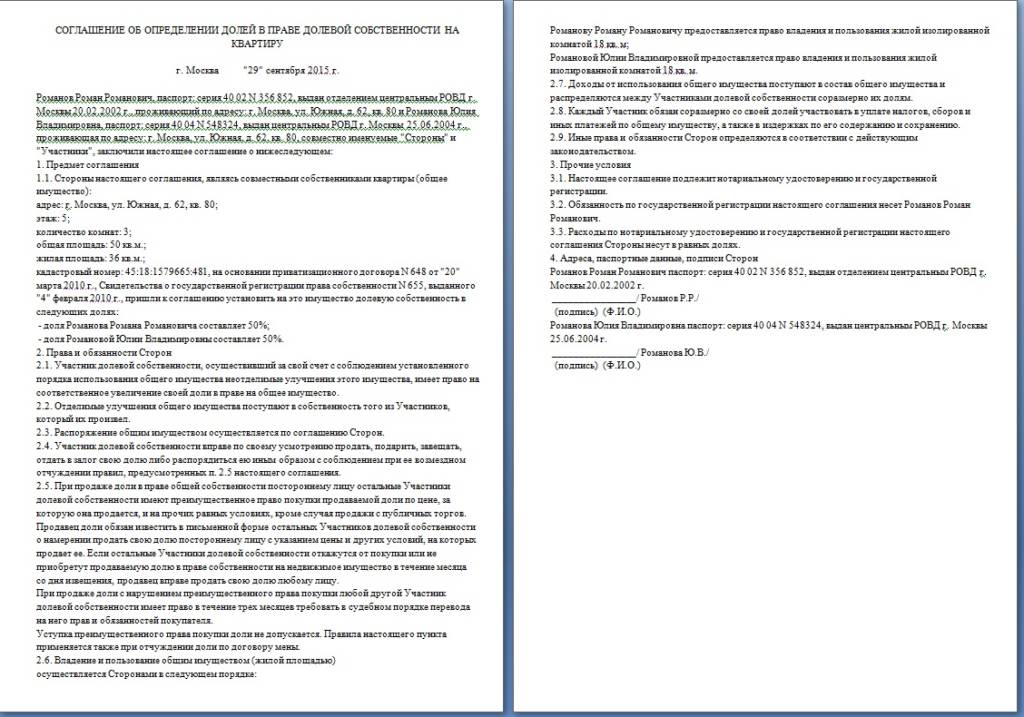 СОГЛАШЕНИЕ ОБ ОПРЕДЕЛЕНИИ ДОЛЕЙ В ПРАВЕ ДОЛЕВОЙ СОБСТВЕННОСТИ НА
КВАРТИРУ
г. Москва "29" сентября 2015 г.
Романов Роман Романович, паспорт: серия 40 02 N 356 852, выдан отделением центральным РОВД г.
Москвы 20.02.2002 г., проживающий по адресу: г. Москва, ул. Южная, д. 62, кв. 80 и Романова Юлия
Владимировна, паспорт: серия 40 04 N 548324, выдан центральным РОВД г. Москвы 25.06.2004 г.,
проживающая по адресу: г. Москва, ул. Южная, д. 62, кв. 80, совместно именуемые "Стороны" и
"Участники", заключили настоящее соглашение о нижеследующем:
1. Предмет соглашения
1.1. Стороны настоящего соглашения, являясь совместными собственниками квартиры (общее
имущество):
адрес: г. Москва, ул. Южная, д. 62, кв. 80;
этаж: 5;
количество комнат: 3;
общая площадь: 50 кв.м.;
жилая площадь: 36 кв.м.;
кадастровый номер: 45:18:1579665:481, на основании приватизационного договора N 648 от "20"
марта 2010 г., Свидетельства о государственной регистрации права собственности N 655, выданного
"4" февраля 2010 г., пришли к соглашению установить на это имущество долевую собственность в
следующих долях:
- доля Романова Романа Романовича составляет 50%;
- доля Романовой Юлии Владимировны составляет 50%.
2. Права и обязанности Сторон
2.1. Участник долевой собственности, осуществивший за свой счет с соблюдением установленного
порядка использования общего имущества неотделимые улучшения этого имущества, имеет право на
соответственное увеличение своей доли в праве на общее имущество.
2.2. Отделимые улучшения общего имущества поступают в собственность того из Участников,
который их произвел.
2.3. Распоряжение общим имуществом осуществляется по соглашению Сторон.
2.4. Участник долевой собственности вправе по своему усмотрению продать, подарить, завещать,
отдать в залог свою долю либо распорядиться ею иным образом с соблюдением при ее возмездном
отчуждении правил, предусмотренных п. 2.5 настоящего соглашения.
2.5. При продаже доли в праве общей собственности постороннему лицу остальные Участники
долевой собственности имеют преимущественное право покупки продаваемой доли по цене, за
которую она продается, и на прочих равных условиях, кроме случая продажи с публичных торгов.
Продавец доли обязан известить в письменной форме остальных Участников долевой собственности
о намерении продать свою долю постороннему лицу с указанием цены и других условий, на которых
продает ее. Если остальные Участники долевой собственности откажутся от покупки или не
приобретут продаваемую долю в праве собственности на недвижимое имущество в течение месяца
со дня извещения, продавец вправе продать свою долю любому лицу.
При продаже доли с нарушением преимущественного права покупки любой другой Участник
долевой собственности имеет право в течение трех месяцев требовать в судебном порядке перевода
на него прав и обязанностей покупателя.
Уступка преимущественного права покупки доли не допускается. Правила настоящего пункта
применяется также при отчуждении доли по договору мены.
2.6. Владение и пользование общим имуществом (жилой площадью)
осуществляется Сторонами в следующем порядке:
Романову Роману Романовичу предоставляется право владения и пользования жилой изолированной
комнатой 18 кв. м;
Романовой Юлии Владимировной предоставляется право владения и пользования жилой
изолированной комнатой 18 кв. м.
2.7. Доходы от использования общего имущества поступают в состав общего имущества и
распределяются между Участниками долевой собственности соразмерно их долям.
2.8. Каждый Участник обязан соразмерно со своей долей участвовать в уплате налогов, сборов и
иных платежей по общему имуществу, а также в издержках по его содержанию и сохранению.
2.9. Иные права и обязанности Сторон определяются в соответствии с действующим
законодательством.
3. Прочие условия
3.1. Настоящее соглашение подлежит нотариальному удостоверению и государственной
регистрации.
3.2. Обязанность по государственной регистрации настоящего соглашения несет Романов Роман
Романович.
3.3. Расходы по нотариальному удостоверению и государственной регистрации настоящего
соглашения Стороны несут в равных долях.
4. Адреса, паспортные данные, подписи Сторон
Романов Роман Романович паспорт: серия 40 02 N 356 852, выдан отделением центральным РОВД г.
Москвы 20.02.2002 г.
__________________/ Романов Р.Р./
(подпись) (Ф.И.О.)
Романова Юлия Владимировна паспорт: серия 40 04 N 548324, выдан центральным РОВД г. Москвы
25.06.2004 г.
__________________/ Романова Ю.В./
(подпись) (Ф.И.О.)